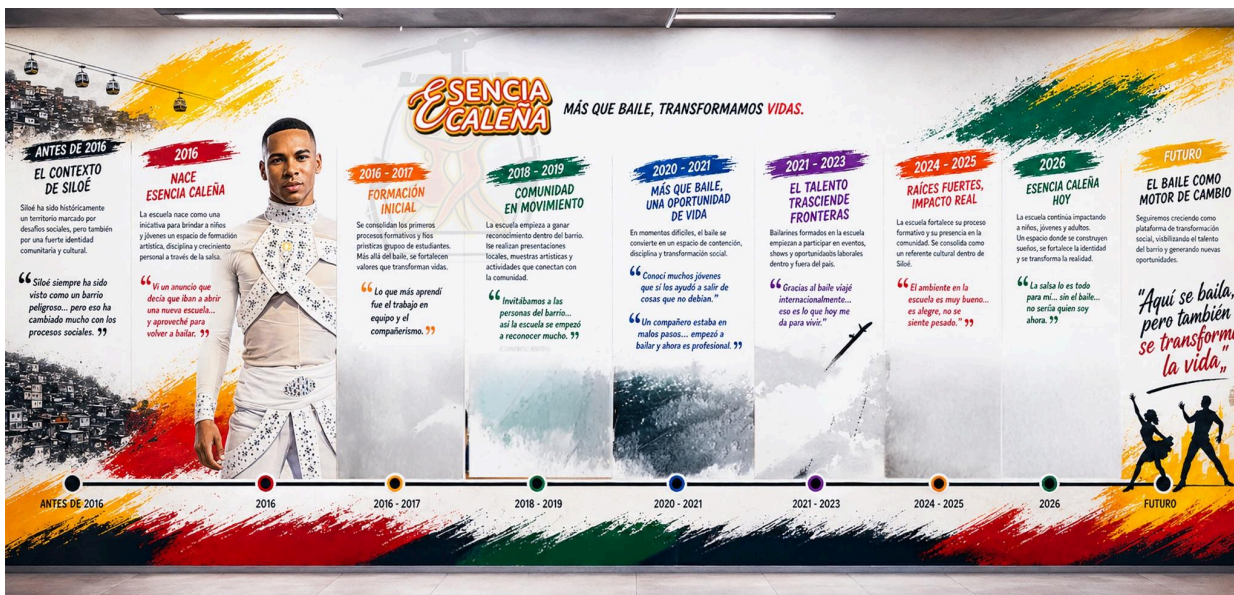 ESENCIA
CALEÑA
MÁS QUE BAILE, TRANSFORMAMOS VIDAS.
ANTES DE 2016
EL CONTEXTO
DE SILOÉ
Siloé ha sido históricamente
un territorio marcado por
desafíos sociales, pero también
por una fuerte identidad
comunitaria y cultural.
“Siloé siempre ha sido
visto como un barrio
peligroso... pero eso ha
cambiado mucho con los
procesos sociales.”
2016
NACE
ESENCIA CALEÑA
La escuela nace como una
iniciativa para brindar a niños
y jóvenes un espacio de formación
artística, disciplina y crecimiento
personal a través de la salsa.
“Vi un anuncio que
decía que iban a abrir
una nueva escuela...
y aproveché para
volver a bailar.”
2016 - 2017
FORMACIÓN
INICIAL
Se consolidan los primeros
procesos formativos y
grupo de estudiantes.
Más allá del baile, se fortalecen
valores que transforman vidas.
“Lo que más aprendí
fue el trabajo en
equipo y el
compañerismo.”
2018 - 2019
COMUNIDAD
EN MOVIMIENTO
La escuela empieza a ganar
reconocimiento dentro del barrio.
realizan presentaciones
locales, muestras artísticas y
actividades que conectan con
la comunidad.
“Invitábamos a las
personas del barrio...
así la escuela se empezó
a reconocer mucho.”
2020 - 2021
MÁS QUE BAILE,
UNA OPORTUNIDAD
DE VIDA
En momentos difíciles, el baile se
convierte en un espacio de contención,
disciplina y transformación social.
“Conocí muchos jóvenes
que sí los ayudó a salir de
cosas que no debían.”
“Un compañero estaba en
malos pasos... empezó a
bailar y ahora es profesional.”
2021 - 2023
EL TALENTO
TRASCIENDE
FRONTERAS
Bailarines formados en la escuela
empiezan a participar en eventos,
shows y oportunidades laborales
dentro y fuera del país.
“Gracias al baile viajé
internacionalmente...
eso es lo que hoy me
da para vivir.”
2024 - 2025
RAÍCES FUERTES,
IMPACTO REAL
La escuela fortalece su proceso
formativo y su presencia en la
comunidad. Se consolida como
un referente cultural dentro de
Siloé.
“El ambiente en la
escuela es muy bueno...
es alegre, no se
siente pesado.”
2026
ESENCIA CALEÑA
HOY
La escuela continúa impactando
a niños, jóvenes y adultos.
Un espacio donde se construyen
sueños, se fortalece la identidad
y se transforma la realidad.
“La salsa lo es todo
para mí... sin el baile...
no sería quien soy
ahora.”
FUTURO
EL BAILE COMO
MOTOR DE CAMBIO
Seguiremos creciendo como
plataforma de transformación
social, visibilizando el talento
del barrio y generando nuevas
oportunidades.
“Aquí se baila,
pero también
se transforma
la vida”
ANTES DE 2016
2016
2016 - 2017
2018 - 2019
2020 - 2021
2021 - 2023
2024 - 2025
2026
FUTURO